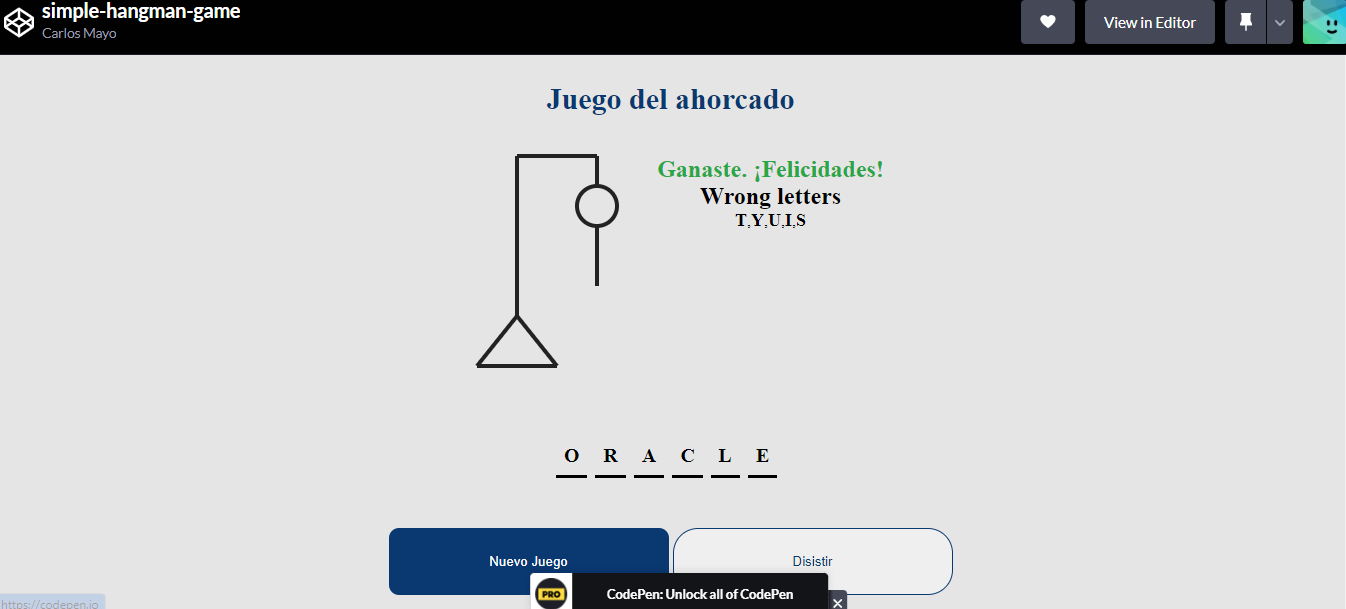 simple-hangman-game
Carlos Mayo
View in Editor
Juego del ahorcado
Ganaste. ¡Felicidades!
Wrong letters
T,Y,U,I,S
O R A C L E
Nuevo Juego
Disistir
PRO
CodePen: Unlock all of CodePen
https://codepen.io